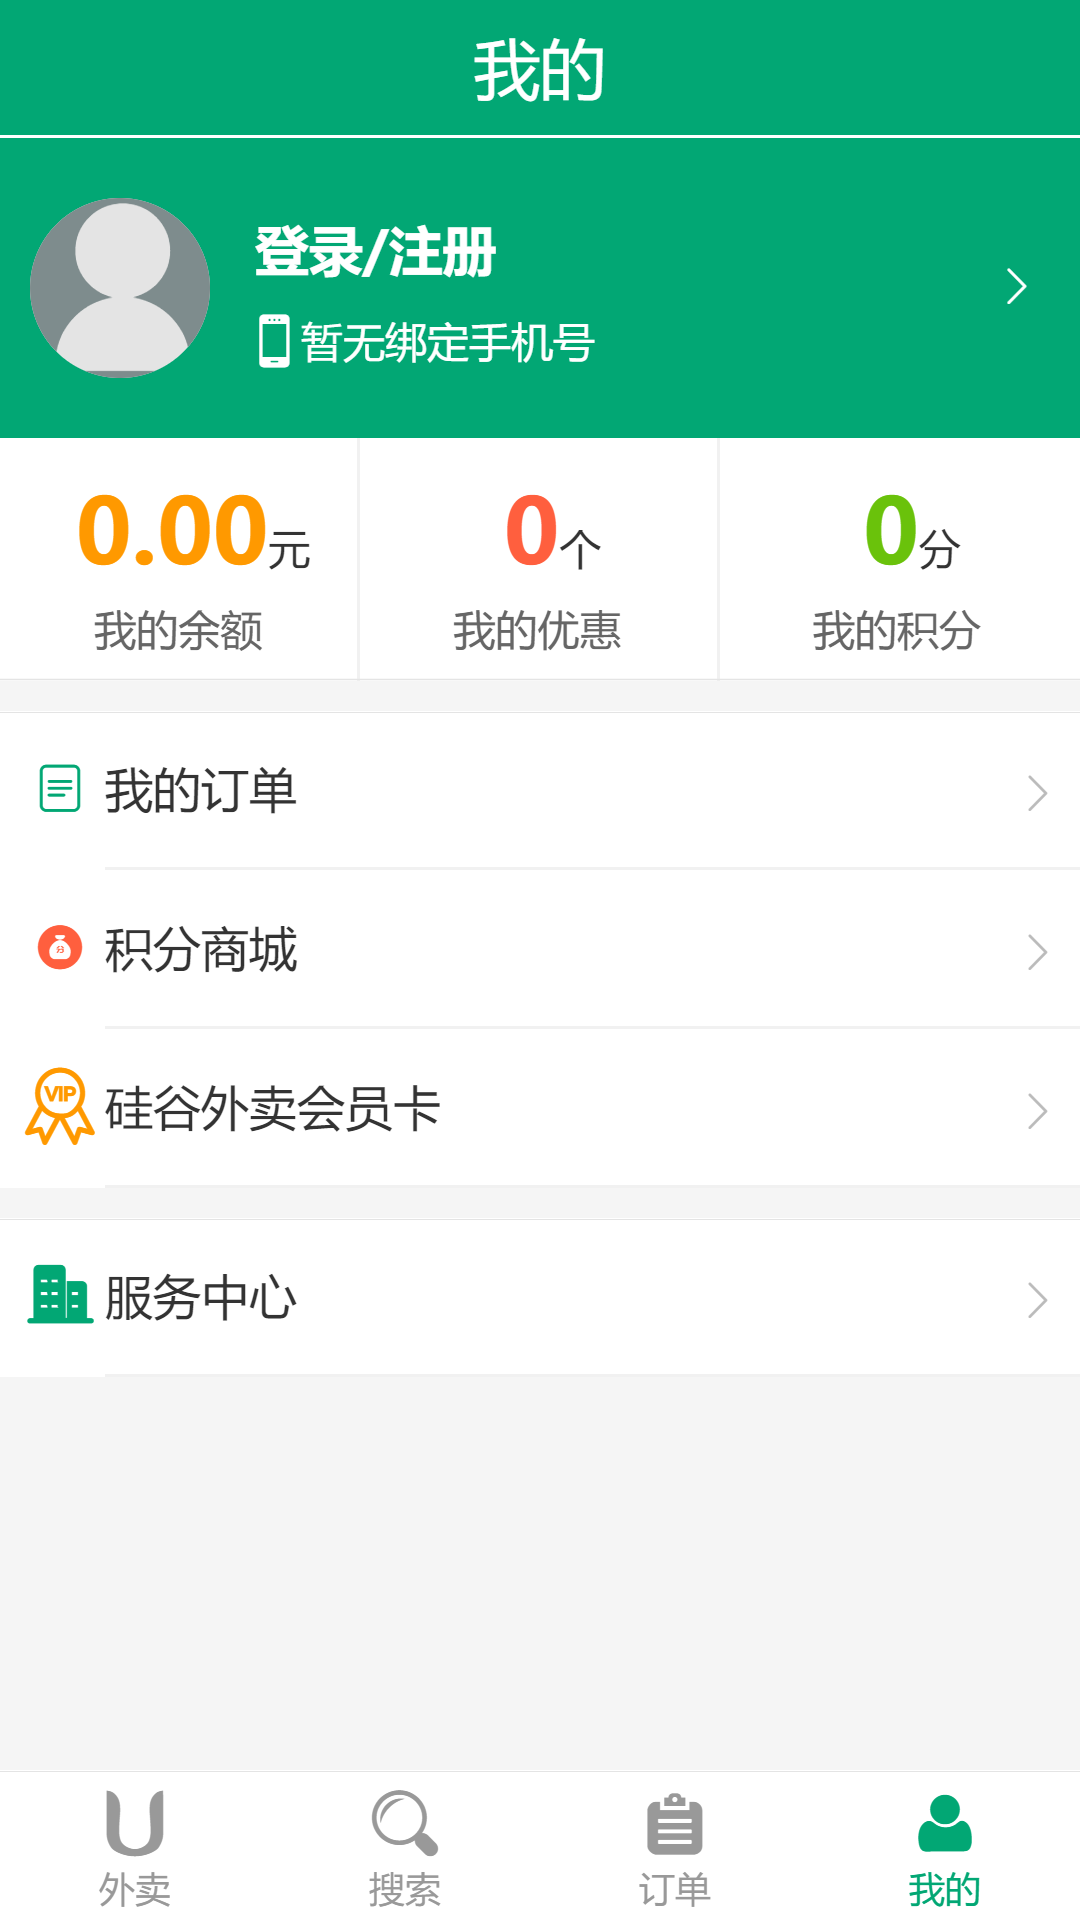 我的
登录/注册
暂无绑定手机号
0.00元
0个
0分
我的余额
我的优惠
我的积分
我的订单
分
积分商城
VIP
硅谷外卖会员卡
服务中心
外卖
搜索
订单
我的